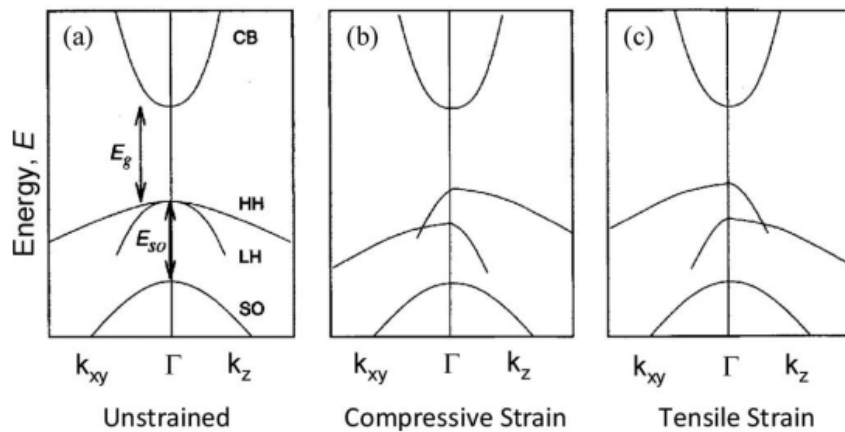 (a) CB (b) (c)
Energy, E
E_g
HH
E_so
LH
SO
k_xy Γ k_z k_xy Γ k_z k_xy Γ k_z
Unstrained Compressive Strain Tensile Strain